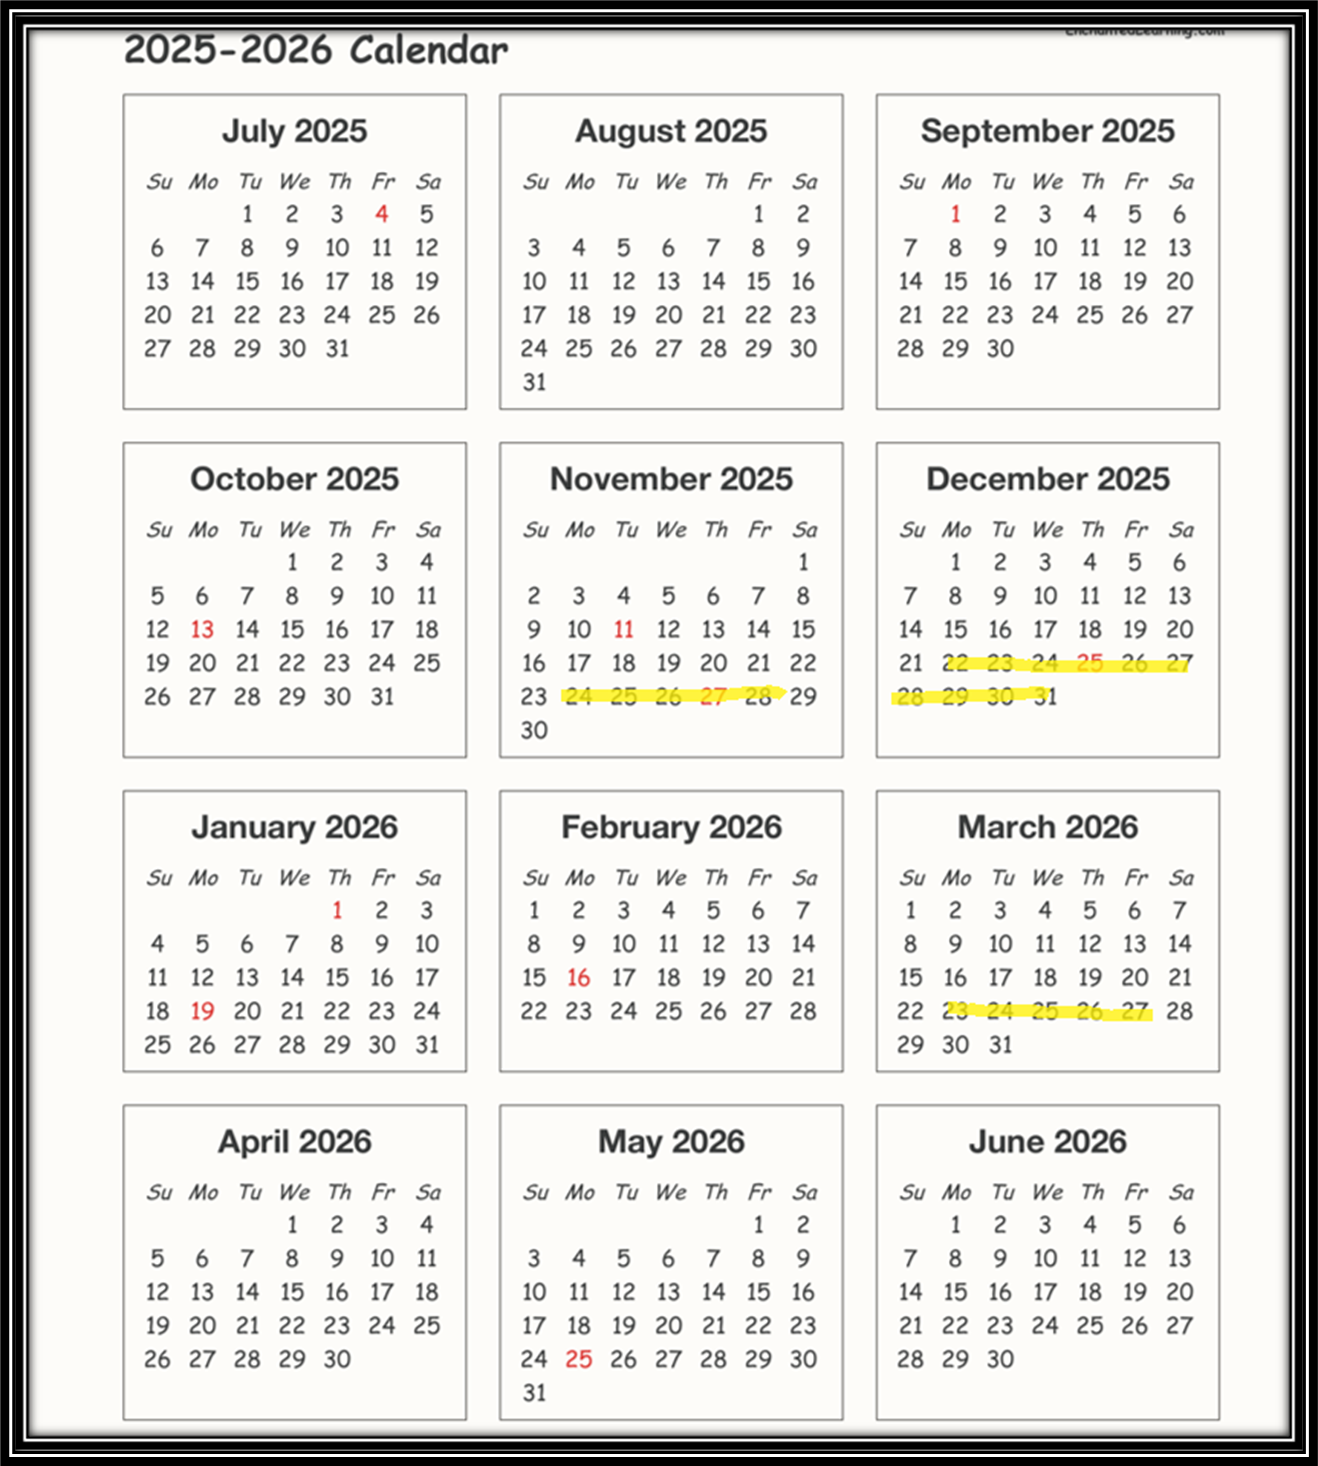 EnchantedLearning.com
2025-2026 Calendar
July 2025
Su Mo Tu We Th Fr Sa
1 2 3 4 5
6 7 8 9 10 11 12
13 14 15 16 17 18 19
20 21 22 23 24 25 26
27 28 29 30 31
August 2025
Su Mo Tu We Th Fr Sa
1 2
3 4 5 6 7 8 9
10 11 12 13 14 15 16
17 18 19 20 21 22 23
24 25 26 27 28 29 30
31
September 2025
Su Mo Tu We Th Fr Sa
1 2 3 4 5 6
7 8 9 10 11 12 13
14 15 16 17 18 19 20
21 22 23 24 25 26 27
28 29 30
October 2025
Su Mo Tu We Th Fr Sa
1 2 3 4
5 6 7 8 9 10 11
12 13 14 15 16 17 18
19 20 21 22 23 24 25
26 27 28 29 30 31
November 2025
Su Mo Tu We Th Fr Sa
1
2 3 4 5 6 7 8
9 10 11 12 13 14 15
16 17 18 19 20 21 22
23 24 25 26 27 28 29
30
December 2025
Su Mo Tu We Th Fr Sa
1 2 3 4 5 6
7 8 9 10 11 12 13
14 15 16 17 18 19 20
21 22 23 24 25 26 27
28 29 30 31
January 2026
Su Mo Tu We Th Fr Sa
1 2 3
4 5 6 7 8 9 10
11 12 13 14 15 16 17
18 19 20 21 22 23 24
25 26 27 28 29 30 31
February 2026
Su Mo Tu We Th Fr Sa
1 2 3 4 5 6 7
8 9 10 11 12 13 14
15 16 17 18 19 20 21
22 23 24 25 26 27 28
March 2026
Su Mo Tu We Th Fr Sa
1 2 3 4 5 6 7
8 9 10 11 12 13 14
15 16 17 18 19 20 21
22 23 24 25 26 27 28
29 30 31
April 2026
Su Mo Tu We Th Fr Sa
1 2 3 4
5 6 7 8 9 10 11
12 13 14 15 16 17 18
19 20 21 22 23 24 25
26 27 28 29 30
May 2026
Su Mo Tu We Th Fr Sa
1 2
3 4 5 6 7 8 9
10 11 12 13 14 15 16
17 18 19 20 21 22 23
24 25 26 27 28 29 30
31
June 2026
Su Mo Tu We Th Fr Sa
1 2 3 4 5 6
7 8 9 10 11 12 13
14 15 16 17 18 19 20
21 22 23 24 25 26 27
28 29 30